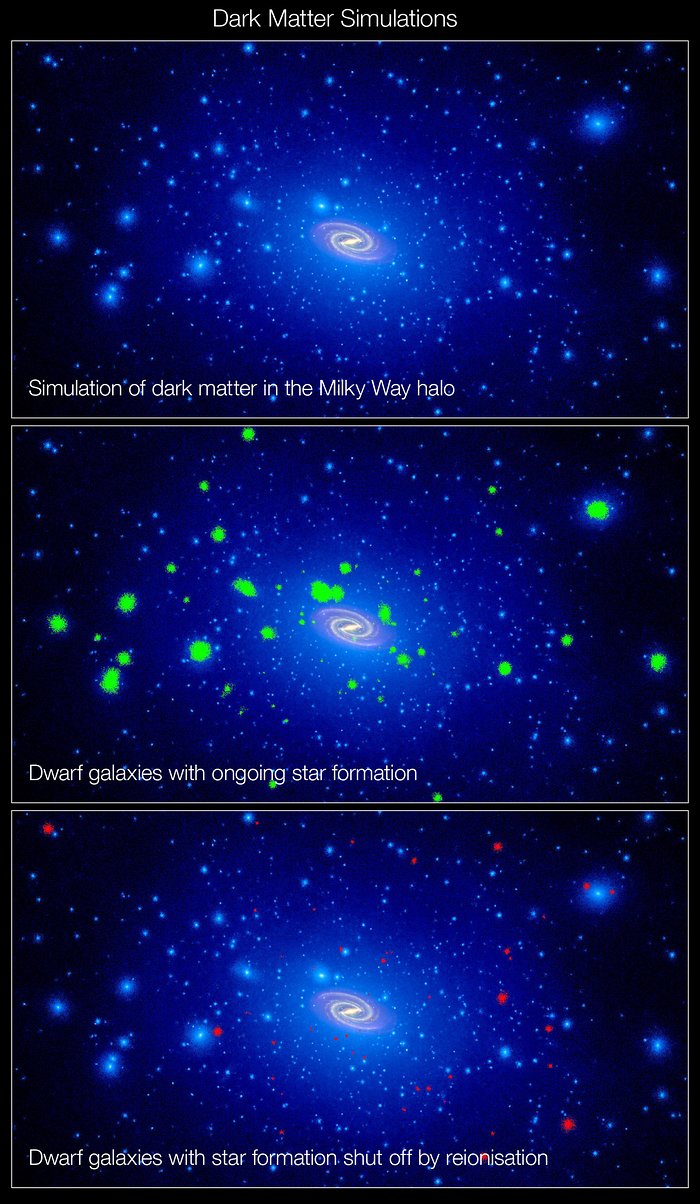 Dark Matter Simulations
Simulation of dark matter in the Milky Way halo
Dwarf galaxies with ongoing star formation
Dwarf galaxies with star formation shut off by reionisation